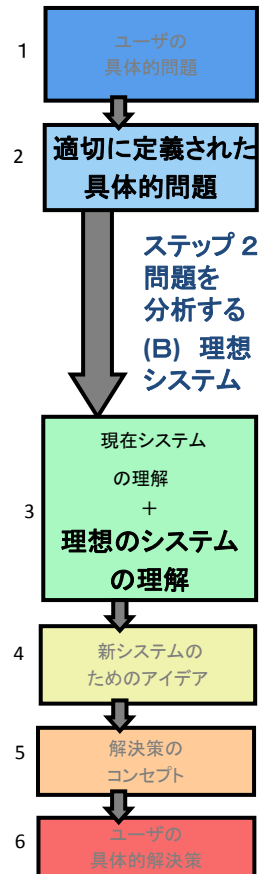 1
ユーザの
具体的問題
2
適切に定義された
具体的問題
ステップ 2
問題を
分析する
(B) 理想
システム
現在システム
の理解
+
3
理想のシステム
の理解
4
新システムの
ためのアイデア
5
解決策の
コンセプト
6
ユーザの
具体的解決策